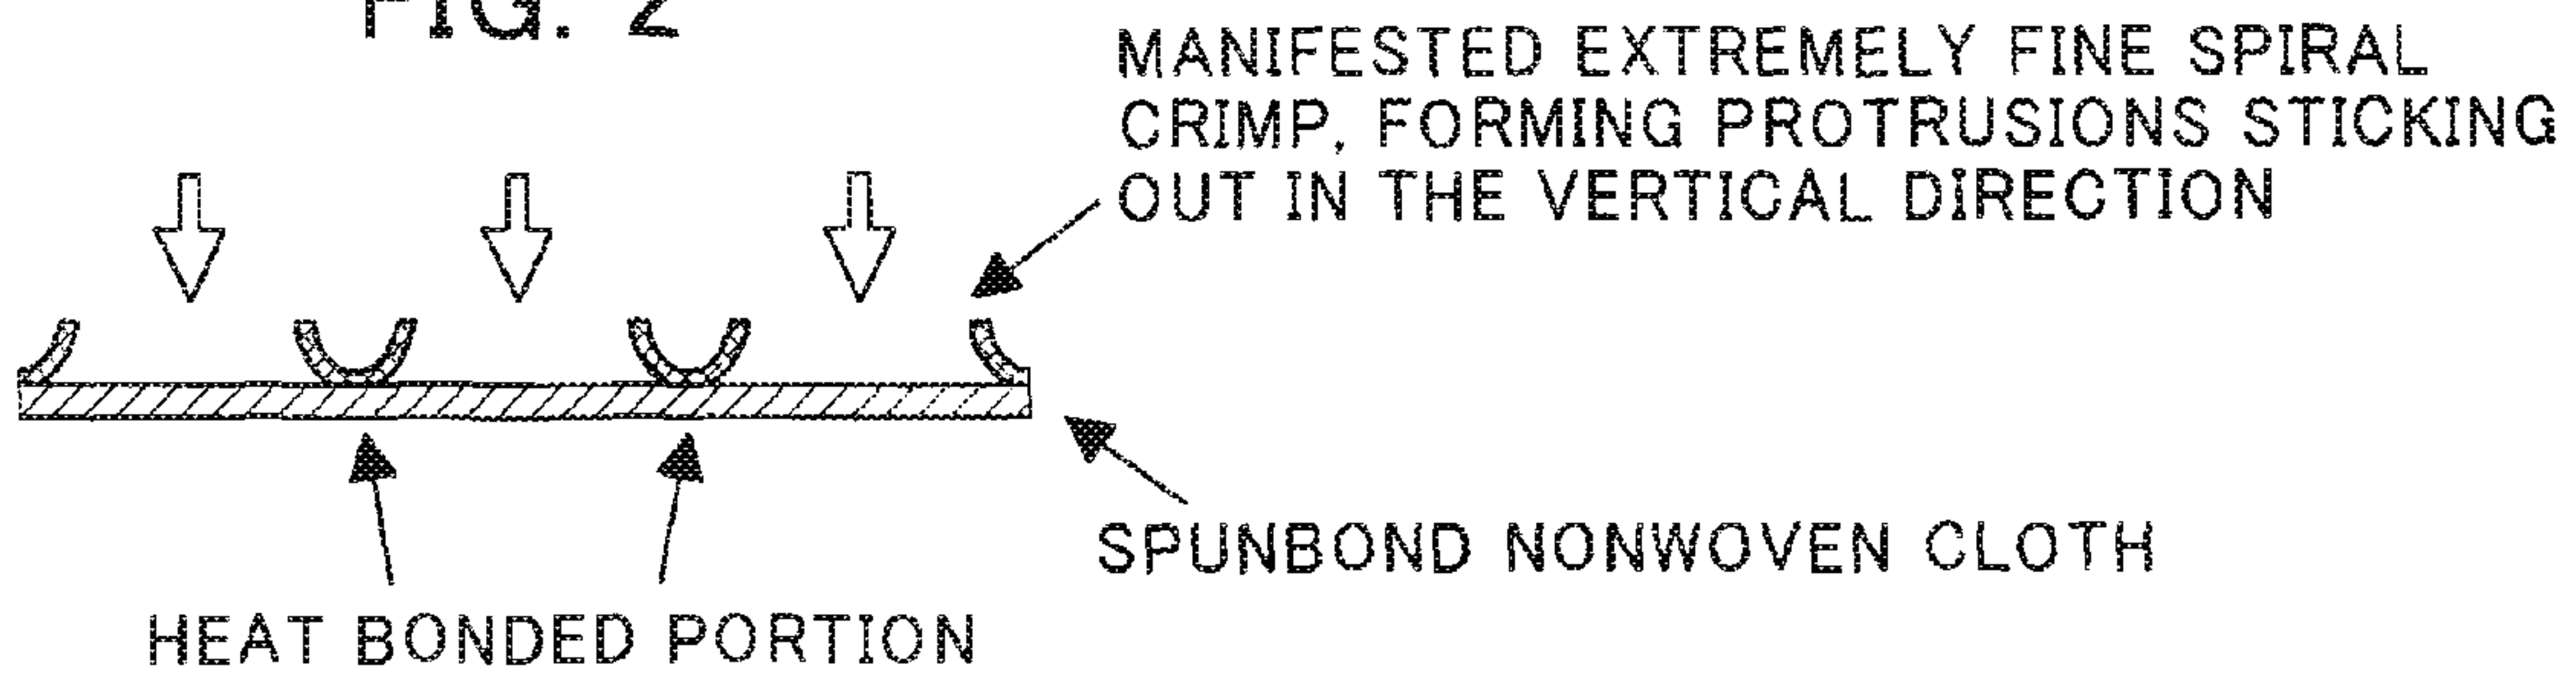 FIG. 2
MANIFESTED EXTREMELY FINE SPIRAL
CRIMP, FORMING PROTRUSIONS STICKING
OUT IN THE VERTICAL DIRECTION
SPUNBOND NONWOVEN CLOTH
HEAT BONDED PORTION